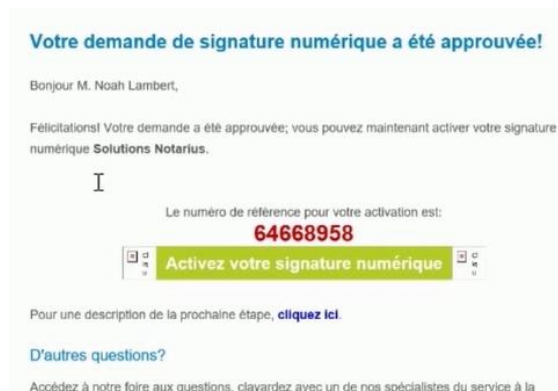 Votre demande de signature numérique a été approuvée!
Bonjour M. Noah Lambert,
Félicitations! Votre demande a été approuvée; vous pouvez maintenant activer votre signature
numérique Solutions Notarius.
Le numéro de référence pour votre activation est:
64668958
Activez votre signature numérique
Pour une description de la prochaine étape, cliquez ici.
D'autres questions?
Accédez à notre foire aux questions, clavardez avec un de nos spécialistes du service à la